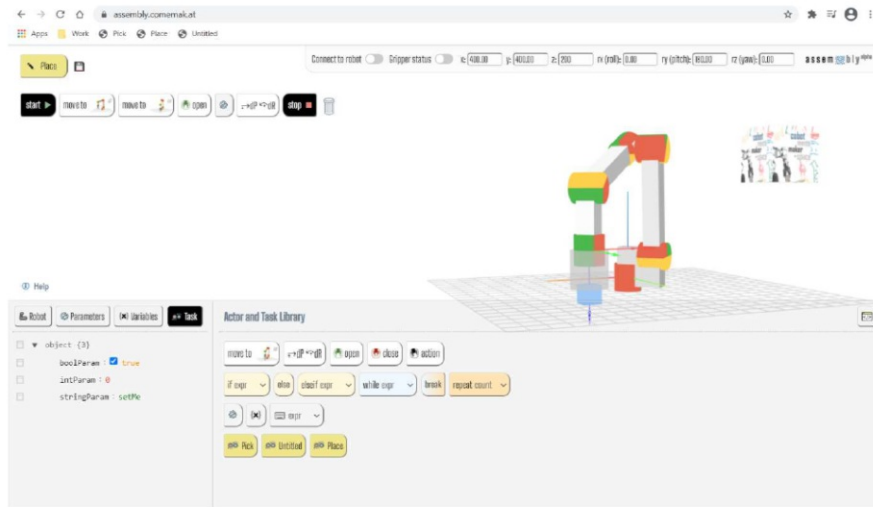 assembly.comemak.at
Apps Work Pick Place Untitled
Place
Connect to robot Gripper status x: 400.00 y: 400.00 z: 200 rx (roll): 0.00 ry (pitch): 180.00 rz (yaw): 0.00 assembly alpha
start move to move to open stop
Help
Robot Parameters (x) Variables Task
Actor and Task Library
object {3}
boolParam : true
intParam : 0
stringParam : setMe
move to open close action
if expr else elseif expr while expr break repeat count
(x) expr
Pick Untitled Place